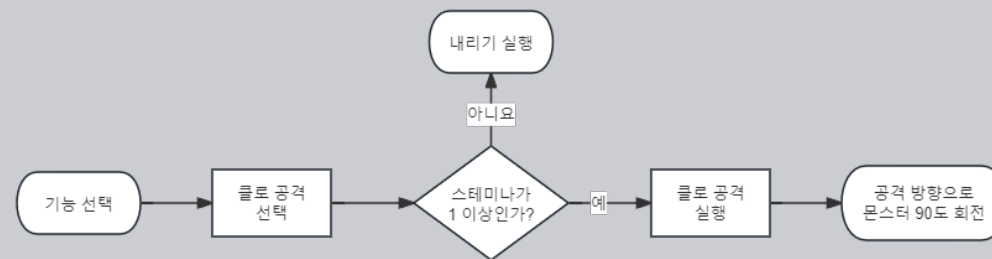 내리기 실행
아니요
기능 선택
클로 공격
선택
스테미나가
1 이상인가?
예
클로 공격
실행
공격 방향으로
몬스터 90도 회전